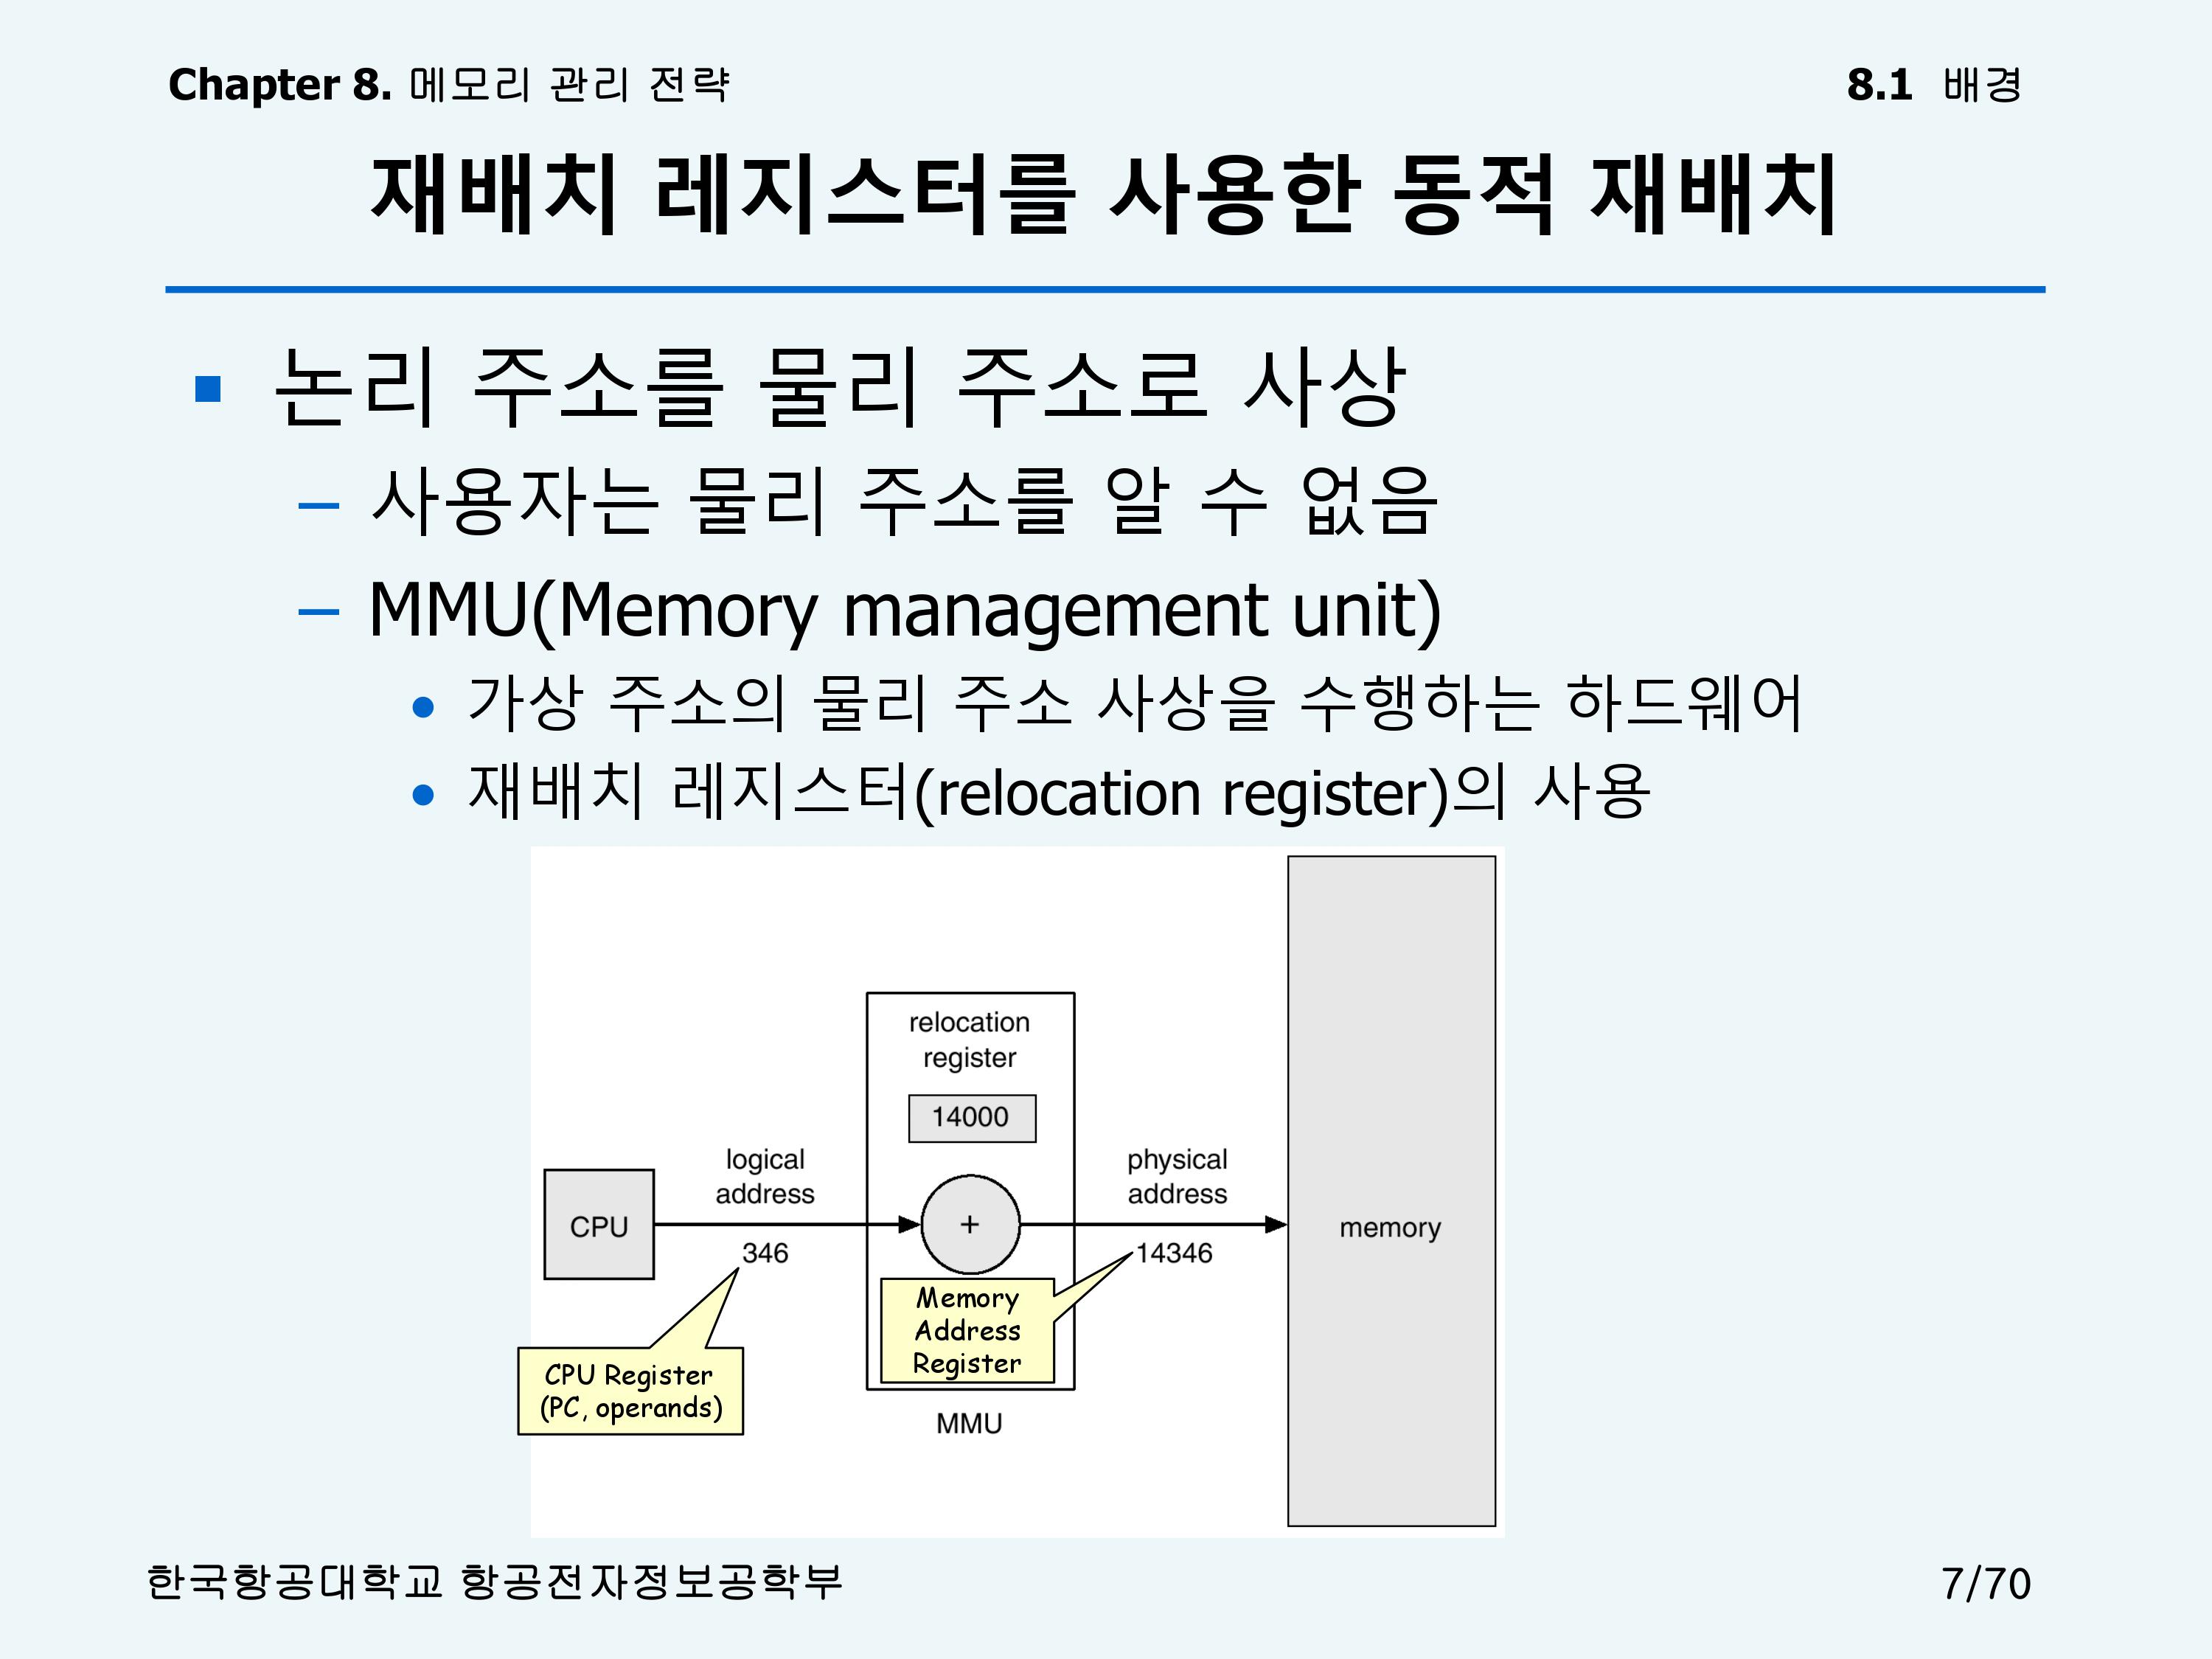 Chapter 8. 메모리 관리 전략
8.1 배경
재배치 레지스터를 사용한 동적 재배치
논리 주소를 물리 주소로 사상
사용자는 물리 주소를 알 수 없음
MMU(Memory management unit)
가상 주소의 물리 주소 사상을 수행하는 하드웨어
재배치 레지스터(relocation register)의 사용
relocation
register
14000
logical
address
physical
address
CPU
+
memory
346
14346
Memory
Address
Register
CPU Register
(PC, operands)
MMU
한국항공대학교 항공전자정보공학부
7/70